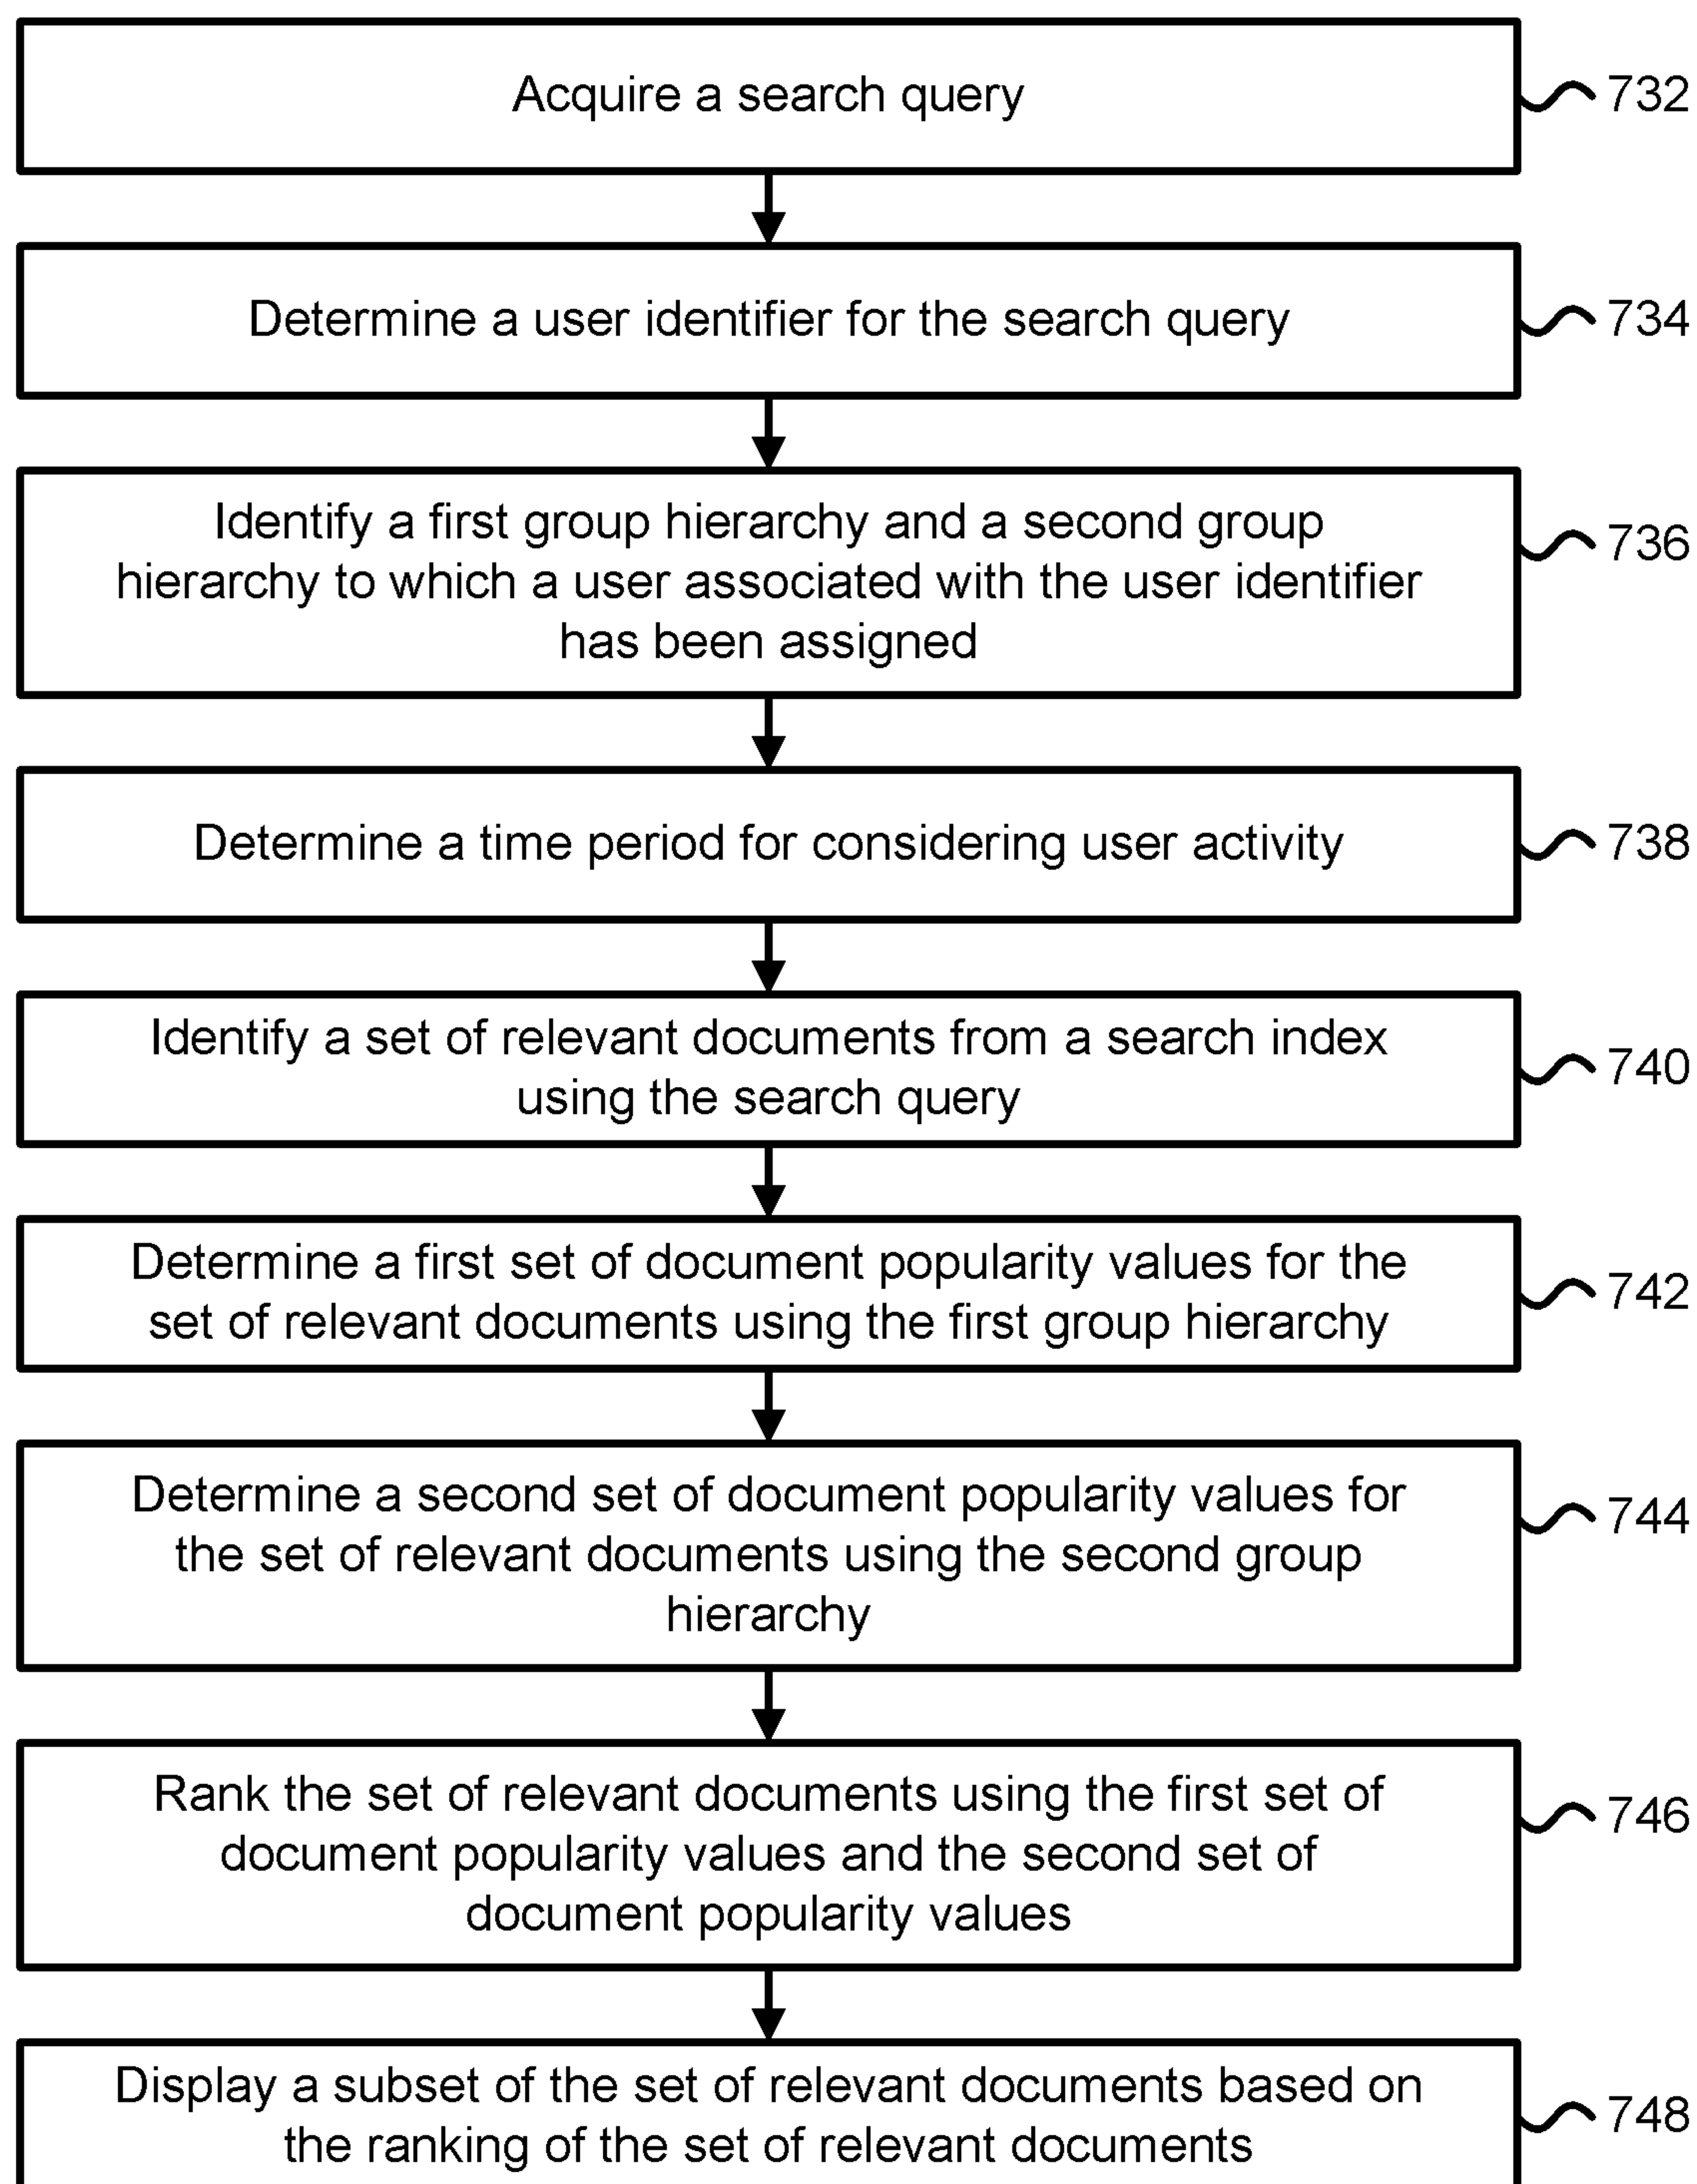 Acquire a search query
732
Determine a user identifier for the search query
734
Identify a first group hierarchy and a second group
hierarchy to which a user associated with the user identifier
has been assigned
736
Determine a time period for considering user activity
738
Identify a set of relevant documents from a search index
using the search query
740
Determine a first set of document popularity values for the
set of relevant documents using the first group hierarchy
742
Determine a second set of document popularity values for
the set of relevant documents using the second group
hierarchy
744
Rank the set of relevant documents using the first set of
document popularity values and the second set of
document popularity values
746
Display a subset of the set of relevant documents based on
the ranking of the set of relevant documents
748